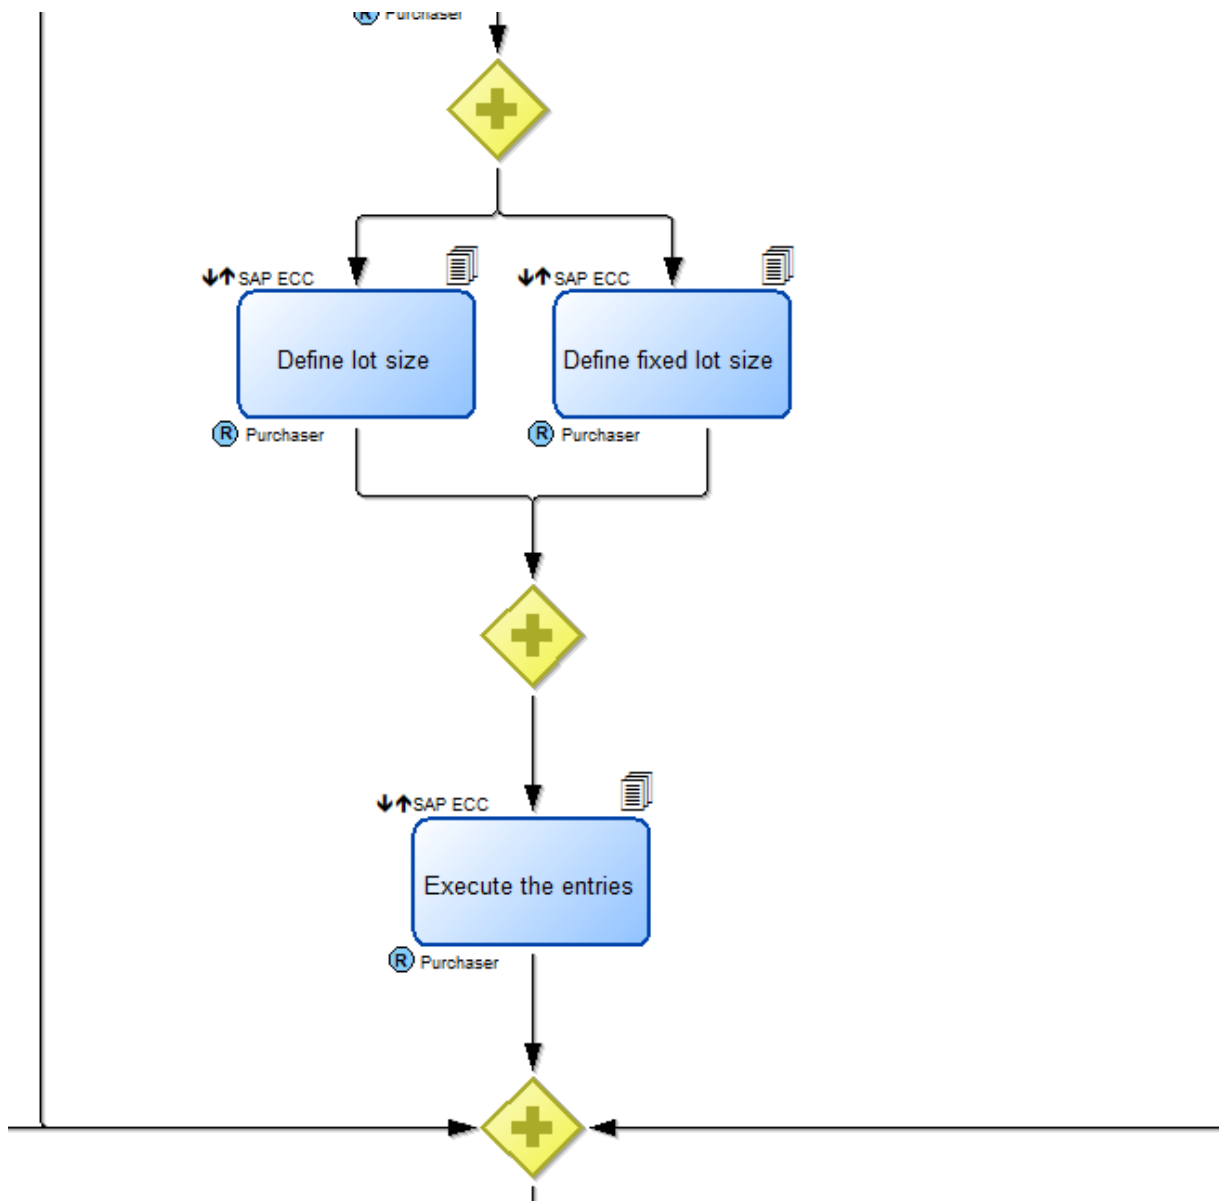 R Purchaser
SAP ECC
SAP ECC
Define lot size
Define fixed lot size
R Purchaser
R Purchaser
SAP ECC
Execute the entries
R Purchaser